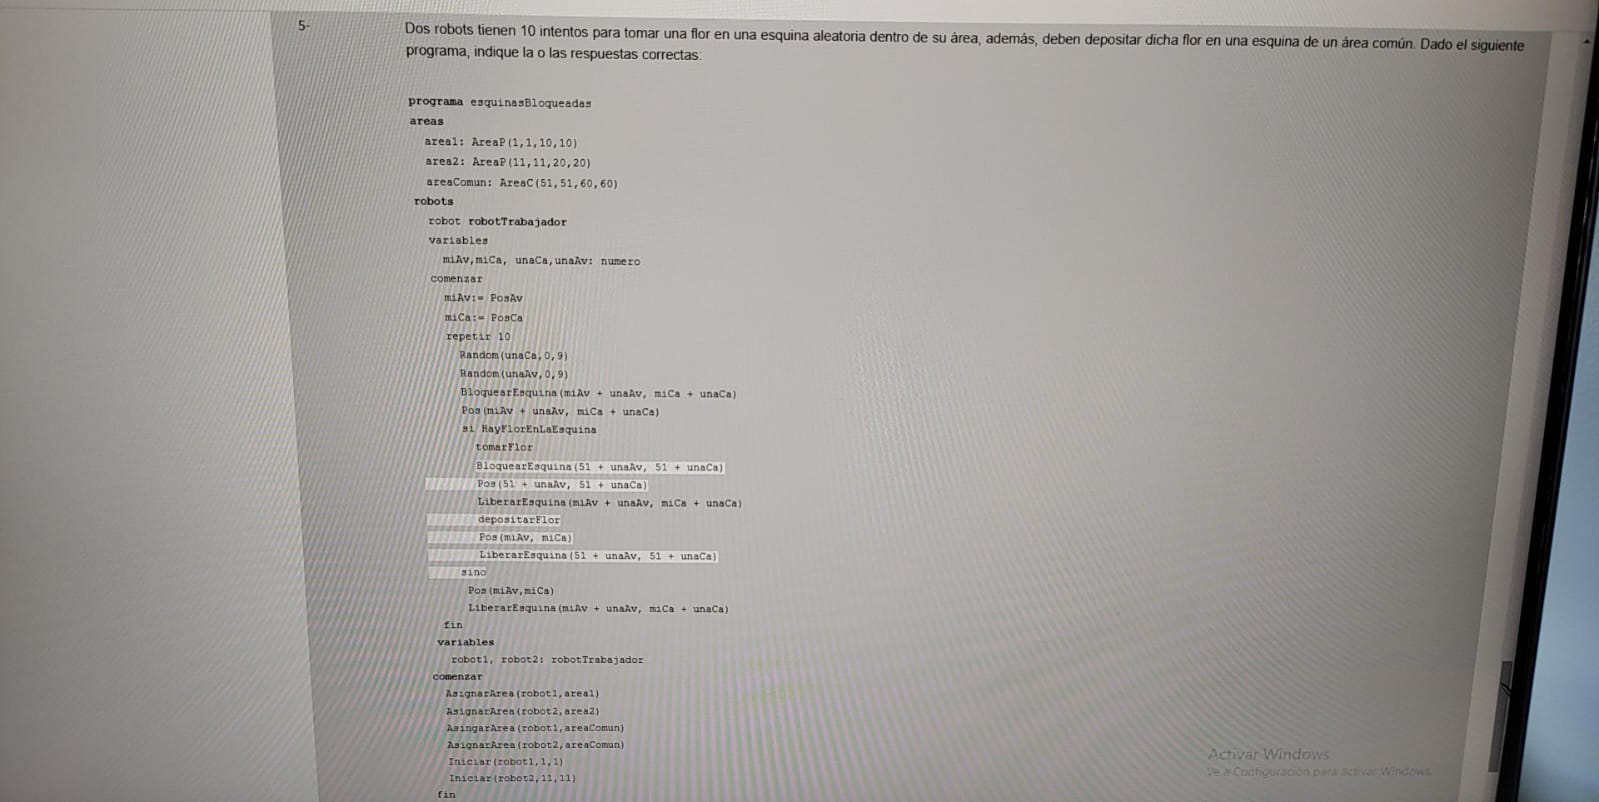 5-
Dos robots tienen 10 intentos para tomar una flor en una esquina aleatoria dentro de su área, además, deben depositar dicha flor en una esquina de un área común. Dado el siguiente
programa, indique la o las respuestas correctas:
programa esquinasBloqueadas
areas
area1: AreaP(1,1,10,10)
area2: AreaP(11,11,20,20)
areaComun: AreaC(51,51,60,60)
robots
robot robotTrabajador
variables
miAv,miCa, unaCa,unaAv: numero
comenzar
miAv:= PosAv
miCa:= PosCa
repetir 10
Random(unaCa,0,9)
Random(unaAv,0,9)
BloquearEsquina(miAv + unaAv, miCa + unaCa)
Pos(miAv + unaAv, miCa + unaCa)
si HayFlorEnLaEsquina
tomarFlor
BloquearEsquina(51 + unaAv, 51 + unaCa)
Pos(51 + unaAv, 51 + unaCa)
LiberarEsquina(miAv + unaAv, miCa + unaCa)
depositarFlor
Pos(miAv, miCa)
LiberarEsquina(51 + unaAv, 51 + unaCa)
sino
Pos(miAv,miCa)
LiberarEsquina(miAv + unaAv, miCa + unaCa)
fin
variables
robot1, robot2: robotTrabajador
comenzar
AsignarArea(robot1,area1)
AsignarArea(robot2,area2)
AsingarArea(robot1,areaComun)
AsignarArea(robot2,areaComun)
Iniciar(robot1,1,1)
Iniciar(robot2,11,11)
fin
Activar Windows
Ve a Configuración para activar Windows.